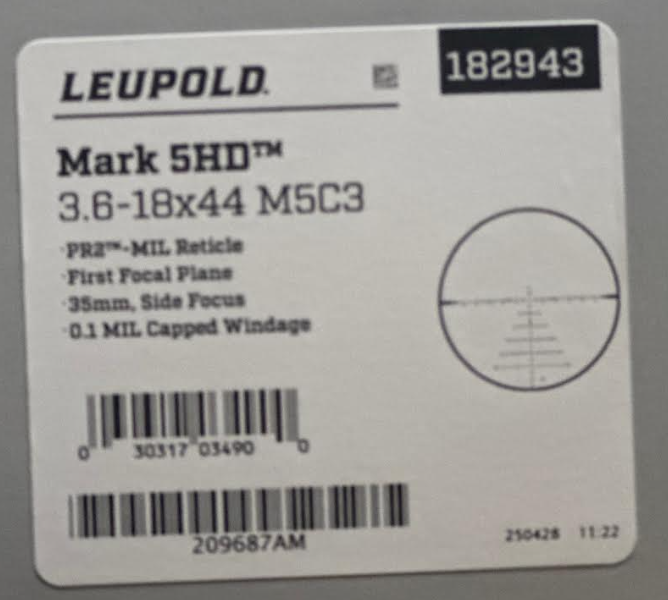 LEUPOLD
182943
Mark 5HD™
3.6-18x44 M5C3
·PR2™-MIL Reticle
·First Focal Plane
·35mm, Side Focus
·0.1 MIL Capped Windage
0 30317 03490 0
209687AM
250428 11:22